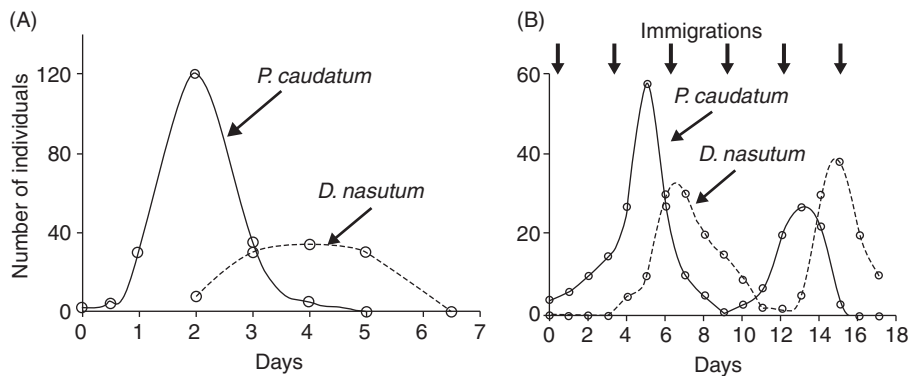 (A)
Number of individuals
120
80
40
0
P. caudatum
D. nasutum
0 1 2 3 4 5 6 7
Days
(B)
Immigrations
60
40
20
0
P. caudatum
D. nasutum
0 2 4 6 8 10 12 14 16 18
Days